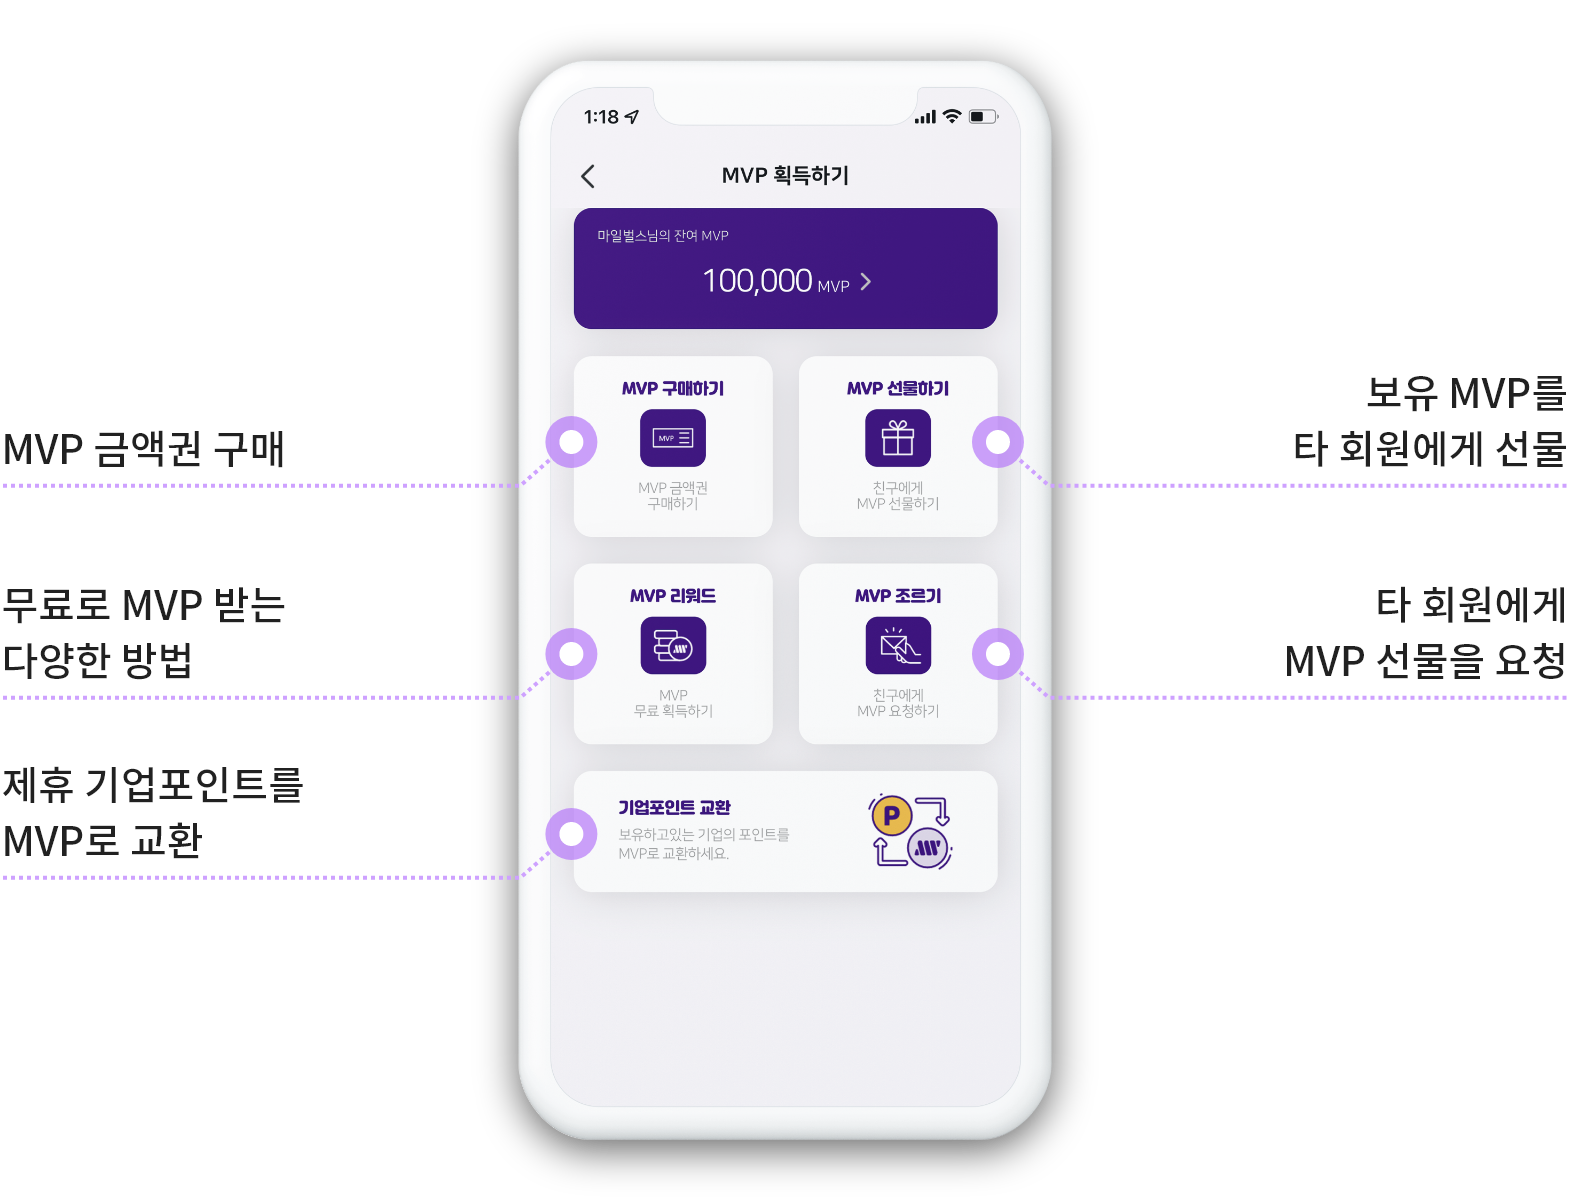 1:18
MVP 획득하기
마일벌스님의 잔여 MVP
100,000 MVP
MVP 구매하기
MVP
MVP 금액권
구매하기
MVP 선물하기
친구에게
MVP 선물하기
MVP 리워드
MVP
무료 획득하기
MVP 조르기
친구에게
MVP 요청하기
기업포인트 교환
보유하고있는 기업의 포인트를
MVP로 교환하세요.
P
MVP 금액권 구매
무료로 MVP 받는
다양한 방법
제휴 기업포인트를
MVP로 교환
보유 MVP를
타 회원에게 선물
타 회원에게
MVP 선물을 요청